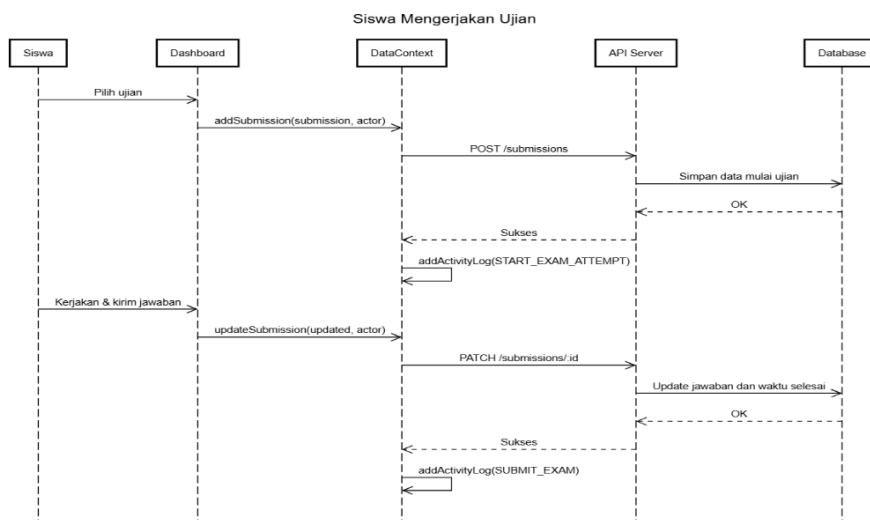 Siswa Mengerjakan Ujian
Siswa
Dashboard
DataContext
API Server
Database
Pilih ujian
addSubmission(submission, actor)
POST /submissions
Simpan data mulai ujian
OK
Sukses
addActivityLog(START_EXAM_ATTEMPT)
Kerjakan & kirim jawaban
updateSubmission(updated, actor)
PATCH /submissions/:id
Update jawaban dan waktu selesai
OK
Sukses
addActivityLog(SUBMIT_EXAM)